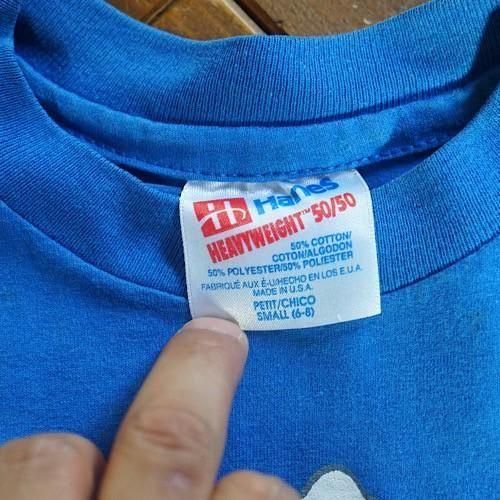 H Hanes
HEAVYWEIGHT™ 50/50
50% COTTON/
COTON/ALGODON
50% POLYESTER/50% POLIESTER
FABRIQUÉ AUX É-U/HECHO EN LOS E.U.A.
MADE IN U.S.A.
PETIT/CHICO
SMALL (6-8)